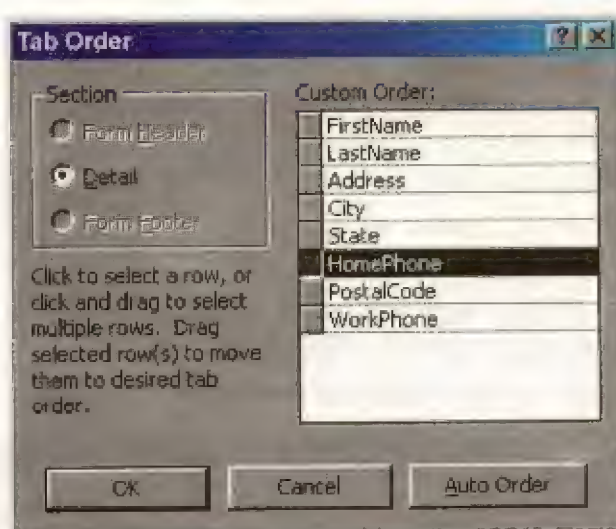 Tab Order
Section
Form Header
Detail
Form Footer
Click to select a row, or
click and drag to select
multiple rows. Drag
selected row(s) to move
them to desired tab
order.
Custom Order:
FirstName
LastName
Address
City
State
HomePhone
PostalCode
WorkPhone
OK
Cancel
Auto Order